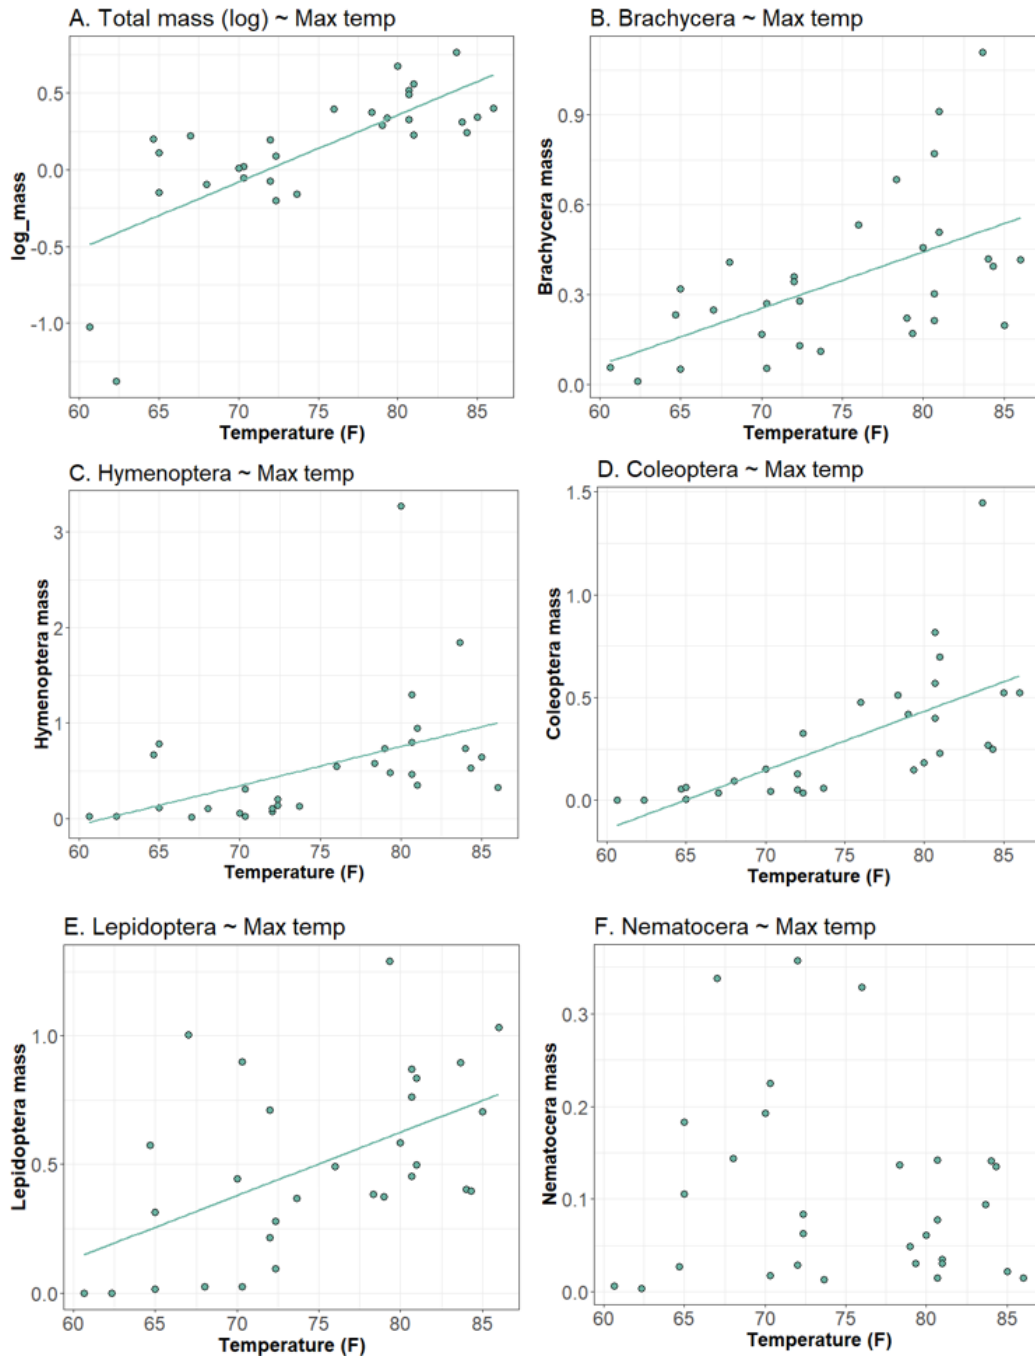 A. Total mass (log) ~ Max temp
log_mass
0.5
0.0
-0.5
-1.0
60 65 70 75 80 85
Temperature (F)
B. Brachycera ~ Max temp
Brachycera mass
0.9
0.6
0.3
0.0
60 65 70 75 80 85
Temperature (F)
C. Hymenoptera ~ Max temp
Hymenoptera mass
3
2
1
0
60 65 70 75 80 85
Temperature (F)
D. Coleoptera ~ Max temp
Coleoptera mass
1.5
1.0
0.5
0.0
60 65 70 75 80 85
Temperature (F)
E. Lepidoptera ~ Max temp
Lepidoptera mass
1.0
0.5
0.0
60 65 70 75 80 85
Temperature (F)
F. Nematocera ~ Max temp
Nematocera mass
0.3
0.2
0.1
0.0
60 65 70 75 80 85
Temperature (F)